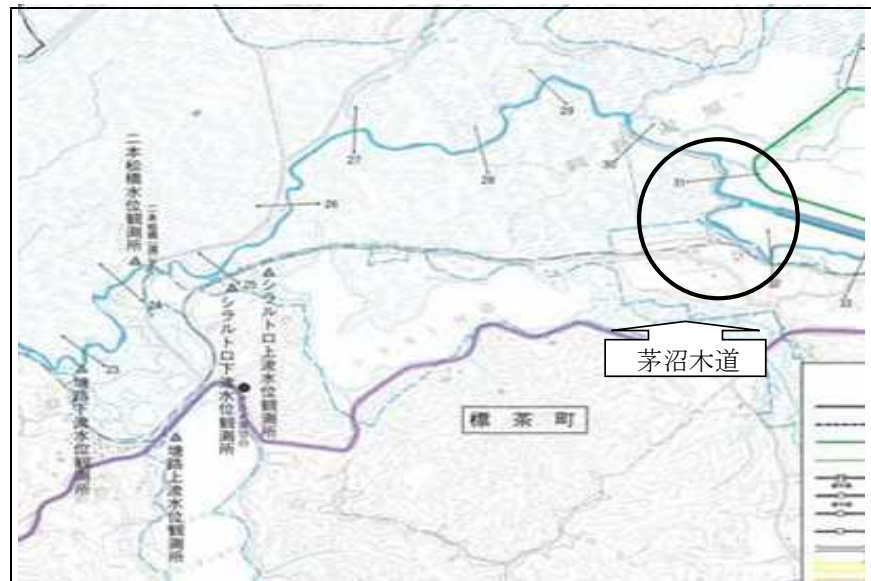 二本松橋水位観測所
シラルトロ上流水位観測所
シラルトロ下流水位観測所
塘路下流水位観測所
塘路上流水位観測所
茅沼木道
標茶町
23
24
25
26
27
28
29
30
31
32
33